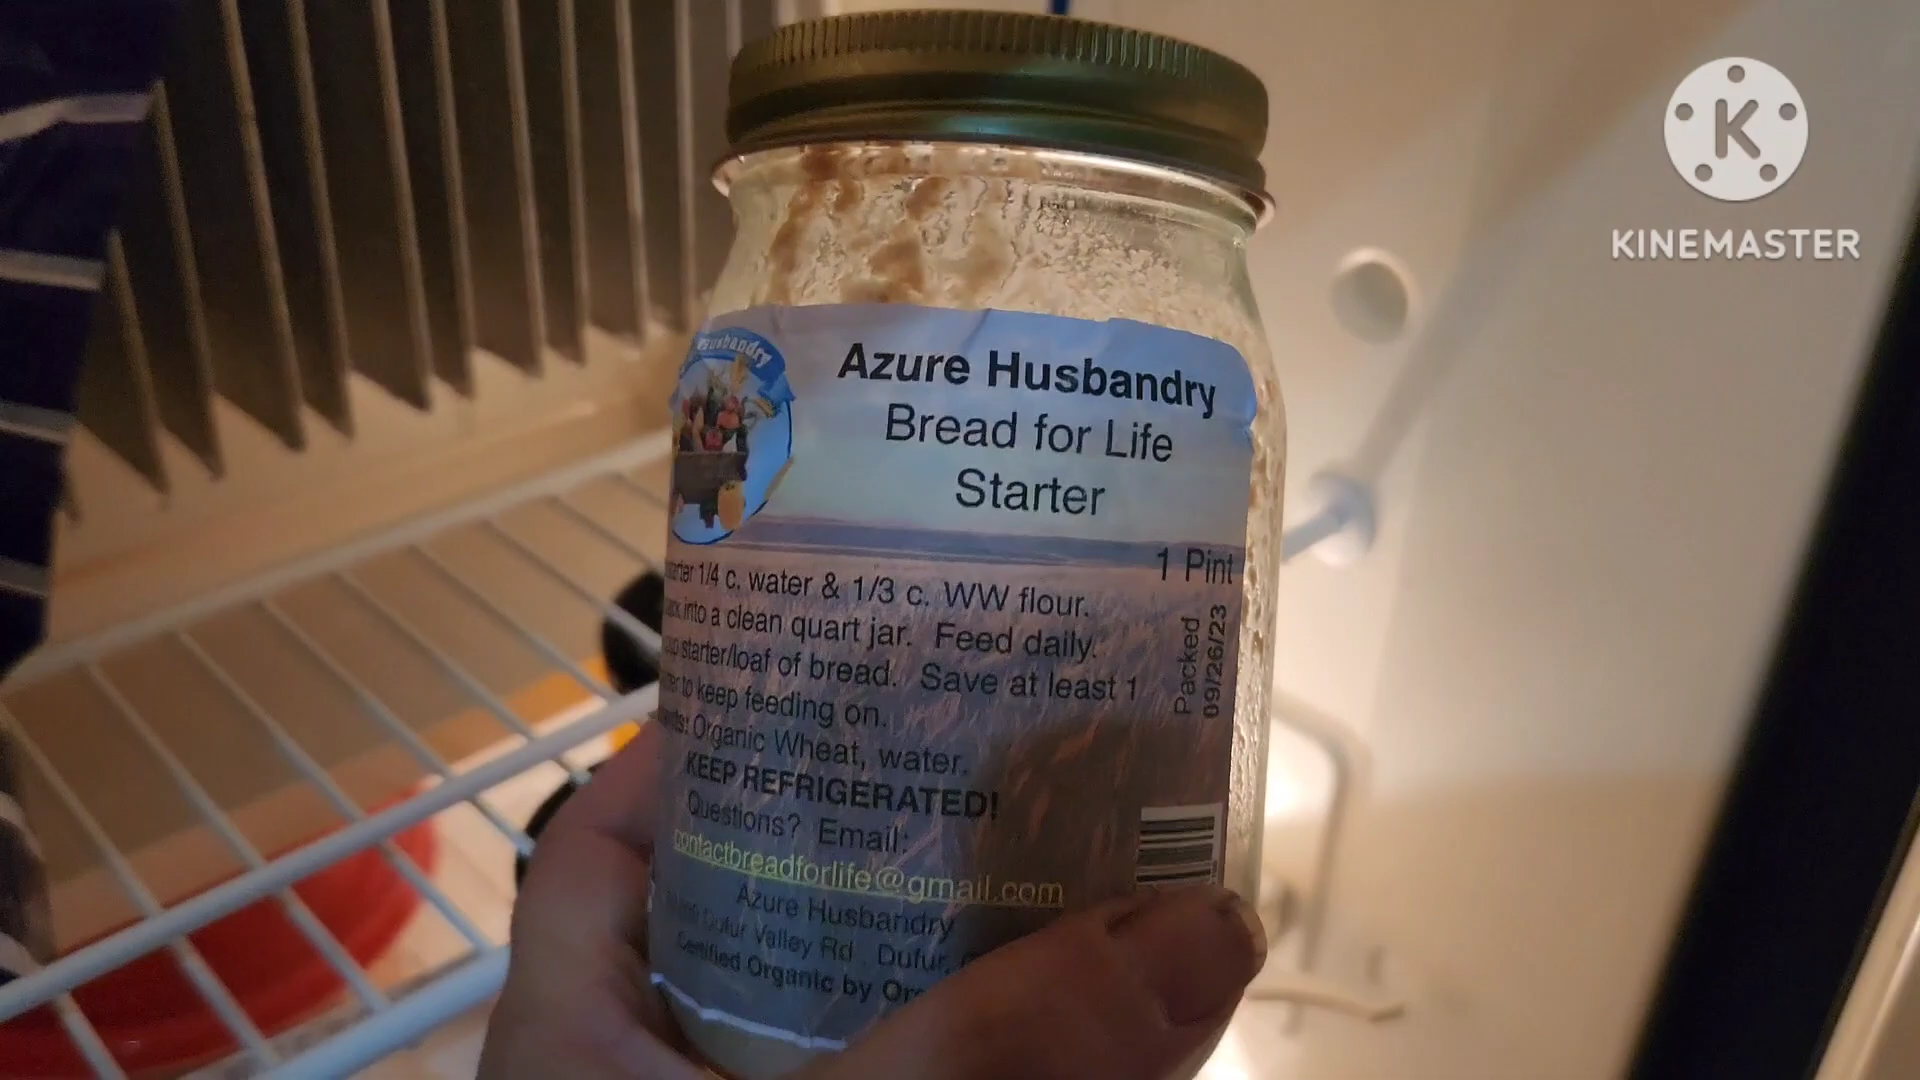 KINEMASTER
Husbandry
Azure Husbandry
Bread for Life
Starter
1 Pint
1/4 c. water & 1/3 c. WW flour.
into a clean quart jar. Feed daily.
starter/loaf of bread. Save at least 1
to keep feeding on.
Organic Wheat, water.
KEEP REFRIGERATED!
Questions? Email:
contactbreadforlife@gmail.com
Azure Husbandry
Dufur Valley Rd Dufur,
Certified Organic by
Packed
09/26/23